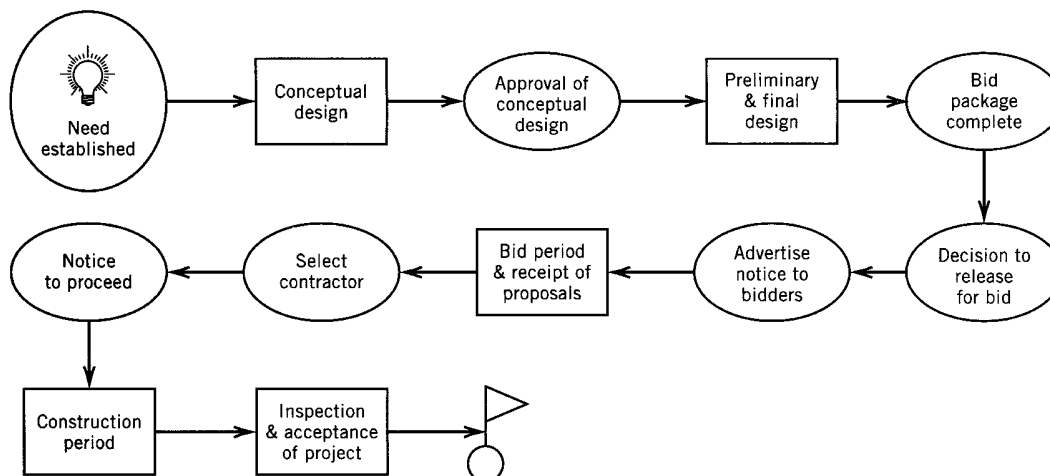 Need
established
Conceptual
design
Approval of
conceptual
design
Preliminary
& final
design
Bid
package
complete
Decision to
release
for bid
Advertise
notice to
bidders
Bid period
& receipt of
proposals
Select
contractor
Notice
to proceed
Construction
period
Inspection
& acceptance
of project